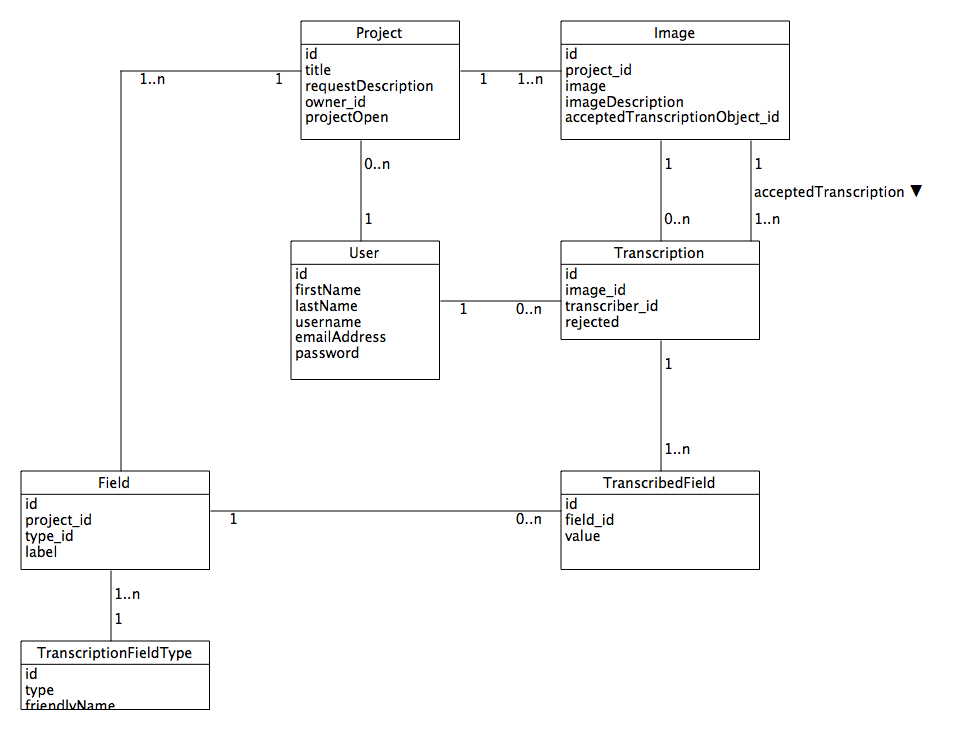 Project
id
title
requestDescription
owner_id
projectOpen
Image
id
project_id
image
imageDescription
acceptedTranscriptionObject_id
1..n
1
1
1..n
0..n
1
1
0..n
1
acceptedTranscription ▼
1..n
User
id
firstName
lastName
username
emailAddress
password
1
0..n
Transcription
id
image_id
transcriber_id
rejected
1
1..n
Field
id
project_id
type_id
label
1
0..n
TranscribedField
id
field_id
value
1..n
1
TranscriptionFieldType
id
type
friendlyName